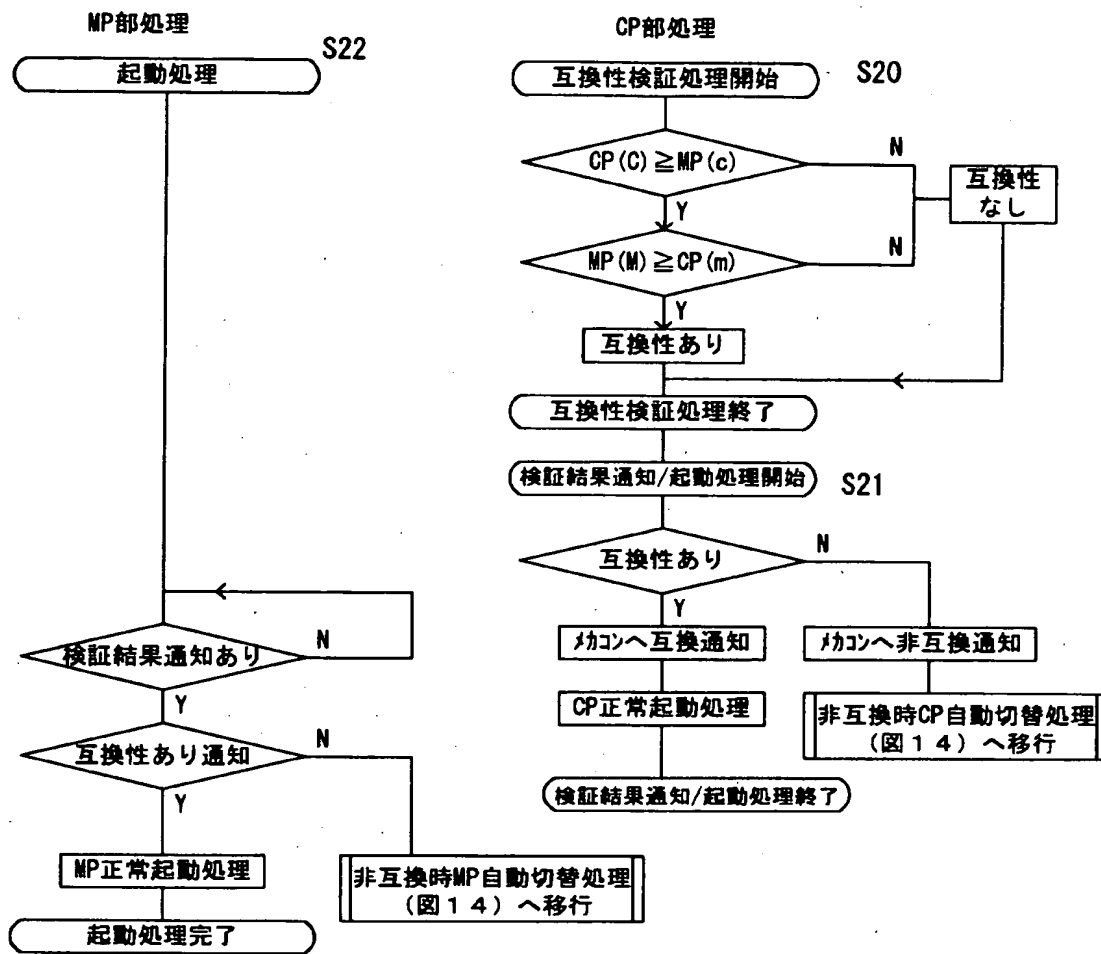 MP部処理
起動処理
S22
検証結果通知あり
N
Y
互換性あり通知
N
Y
MP正常起動処理
非互換時MP自動切替処理
(図14)へ移行
起動処理完了
CP部処理
互換性検証処理開始
S20
CP(C)≧MP(c)
N
Y
互換性
なし
MP(M)≧CP(m)
N
Y
互換性あり
互換性検証処理終了
検証結果通知/起動処理開始
S21
互換性あり
N
Y
メカコンへ互換通知
メカコンへ非互換通知
CP正常起動処理
非互換時CP自動切替処理
(図14)へ移行
検証結果通知/起動処理終了